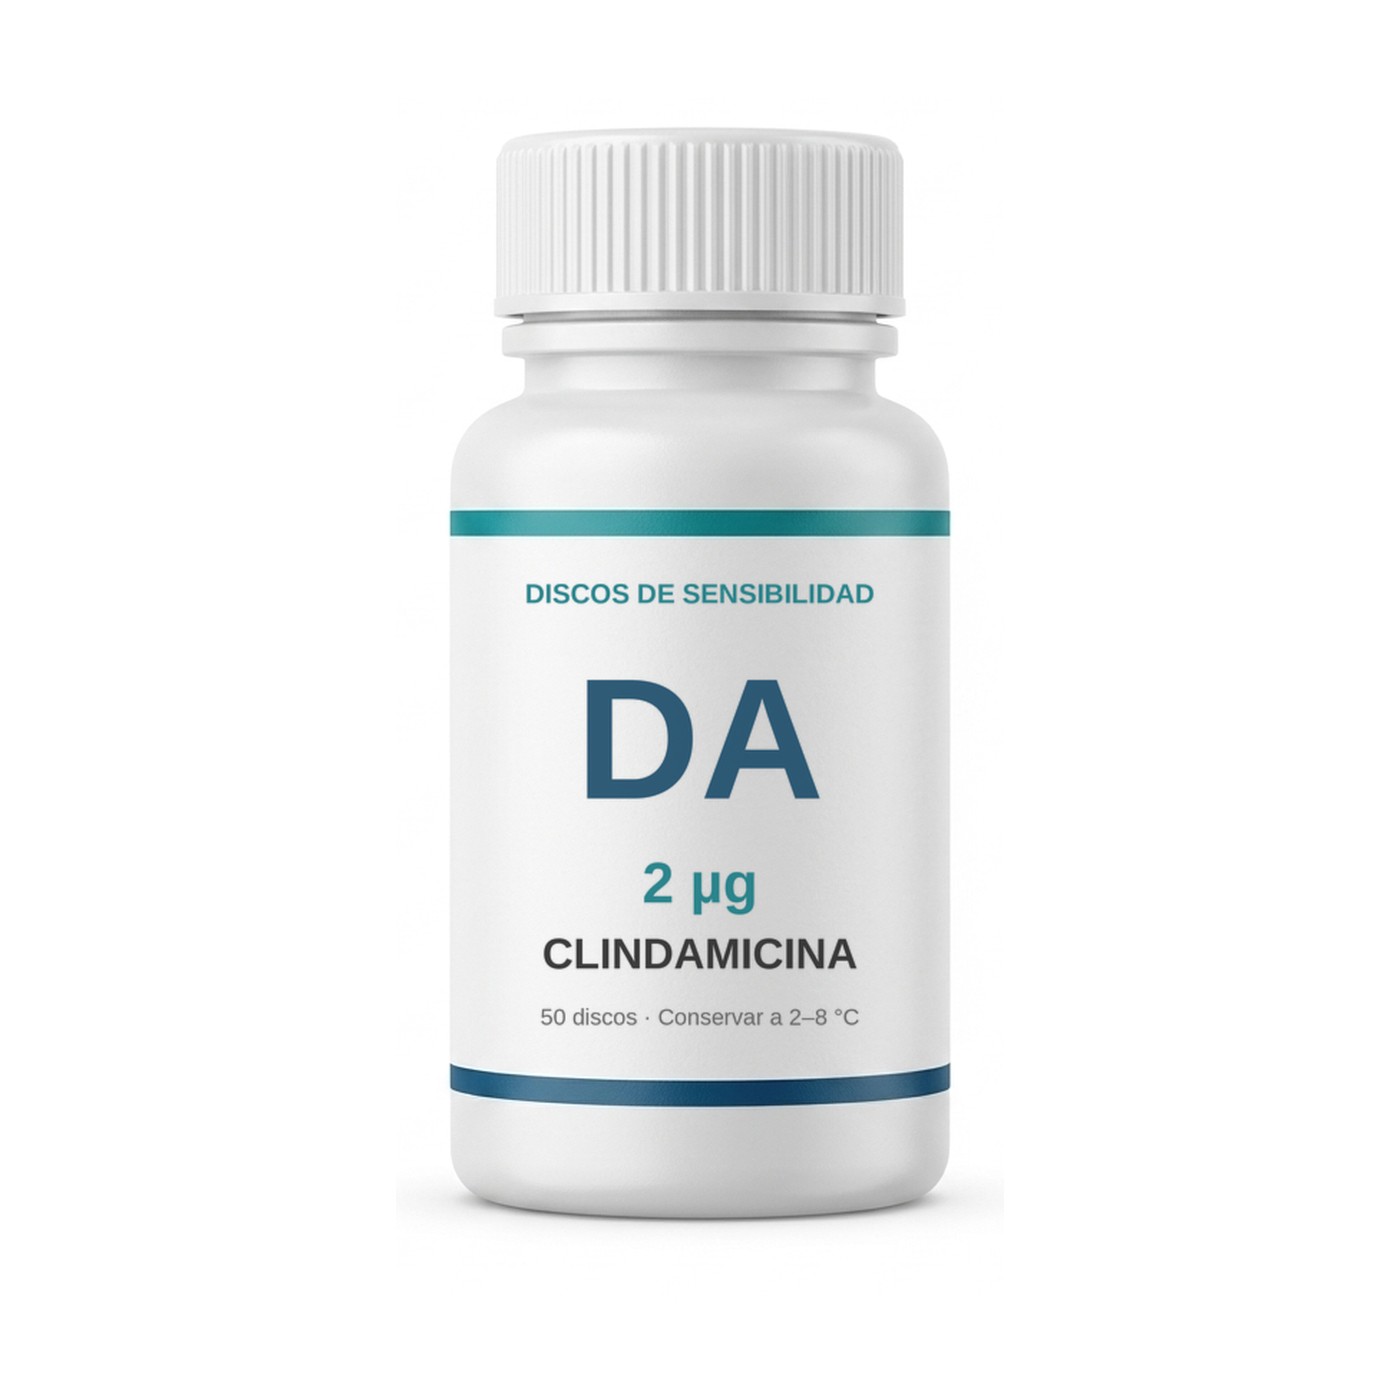 DISCOS DE SENSIBILIDAD
DA
2 µg
CLINDAMICINA
50 discos · Conservar a 2–8 °C